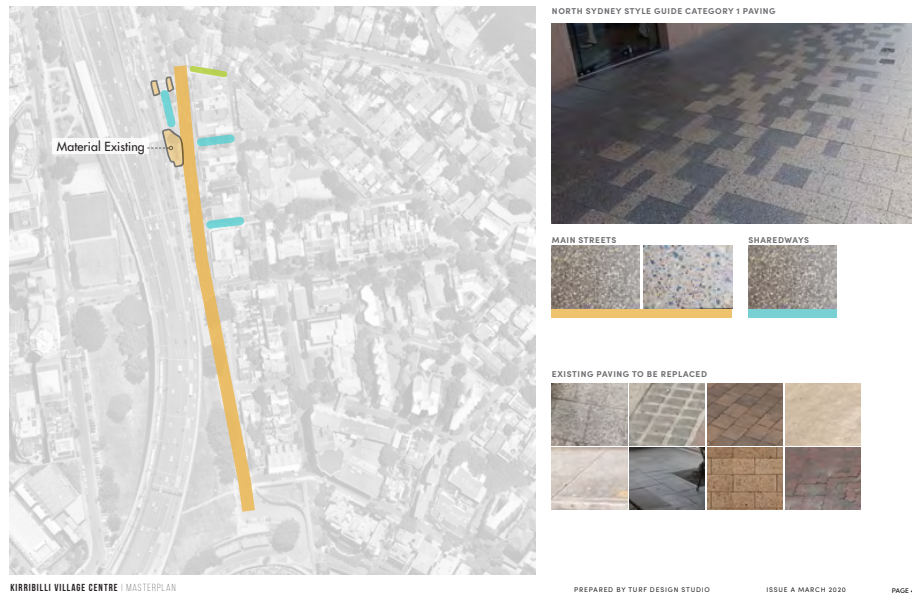 NORTH SYDNEY STYLE GUIDE CATEGORY 1 PAVING
Material Existing
MAIN STREETS
SHAREDWAYS
EXISTING PAVING TO BE REPLACED
KIRRIBILLI VILLAGE CENTRE | MASTERPLAN
PREPARED BY TURF DESIGN STUDIO
ISSUE A MARCH 2020
PAGE